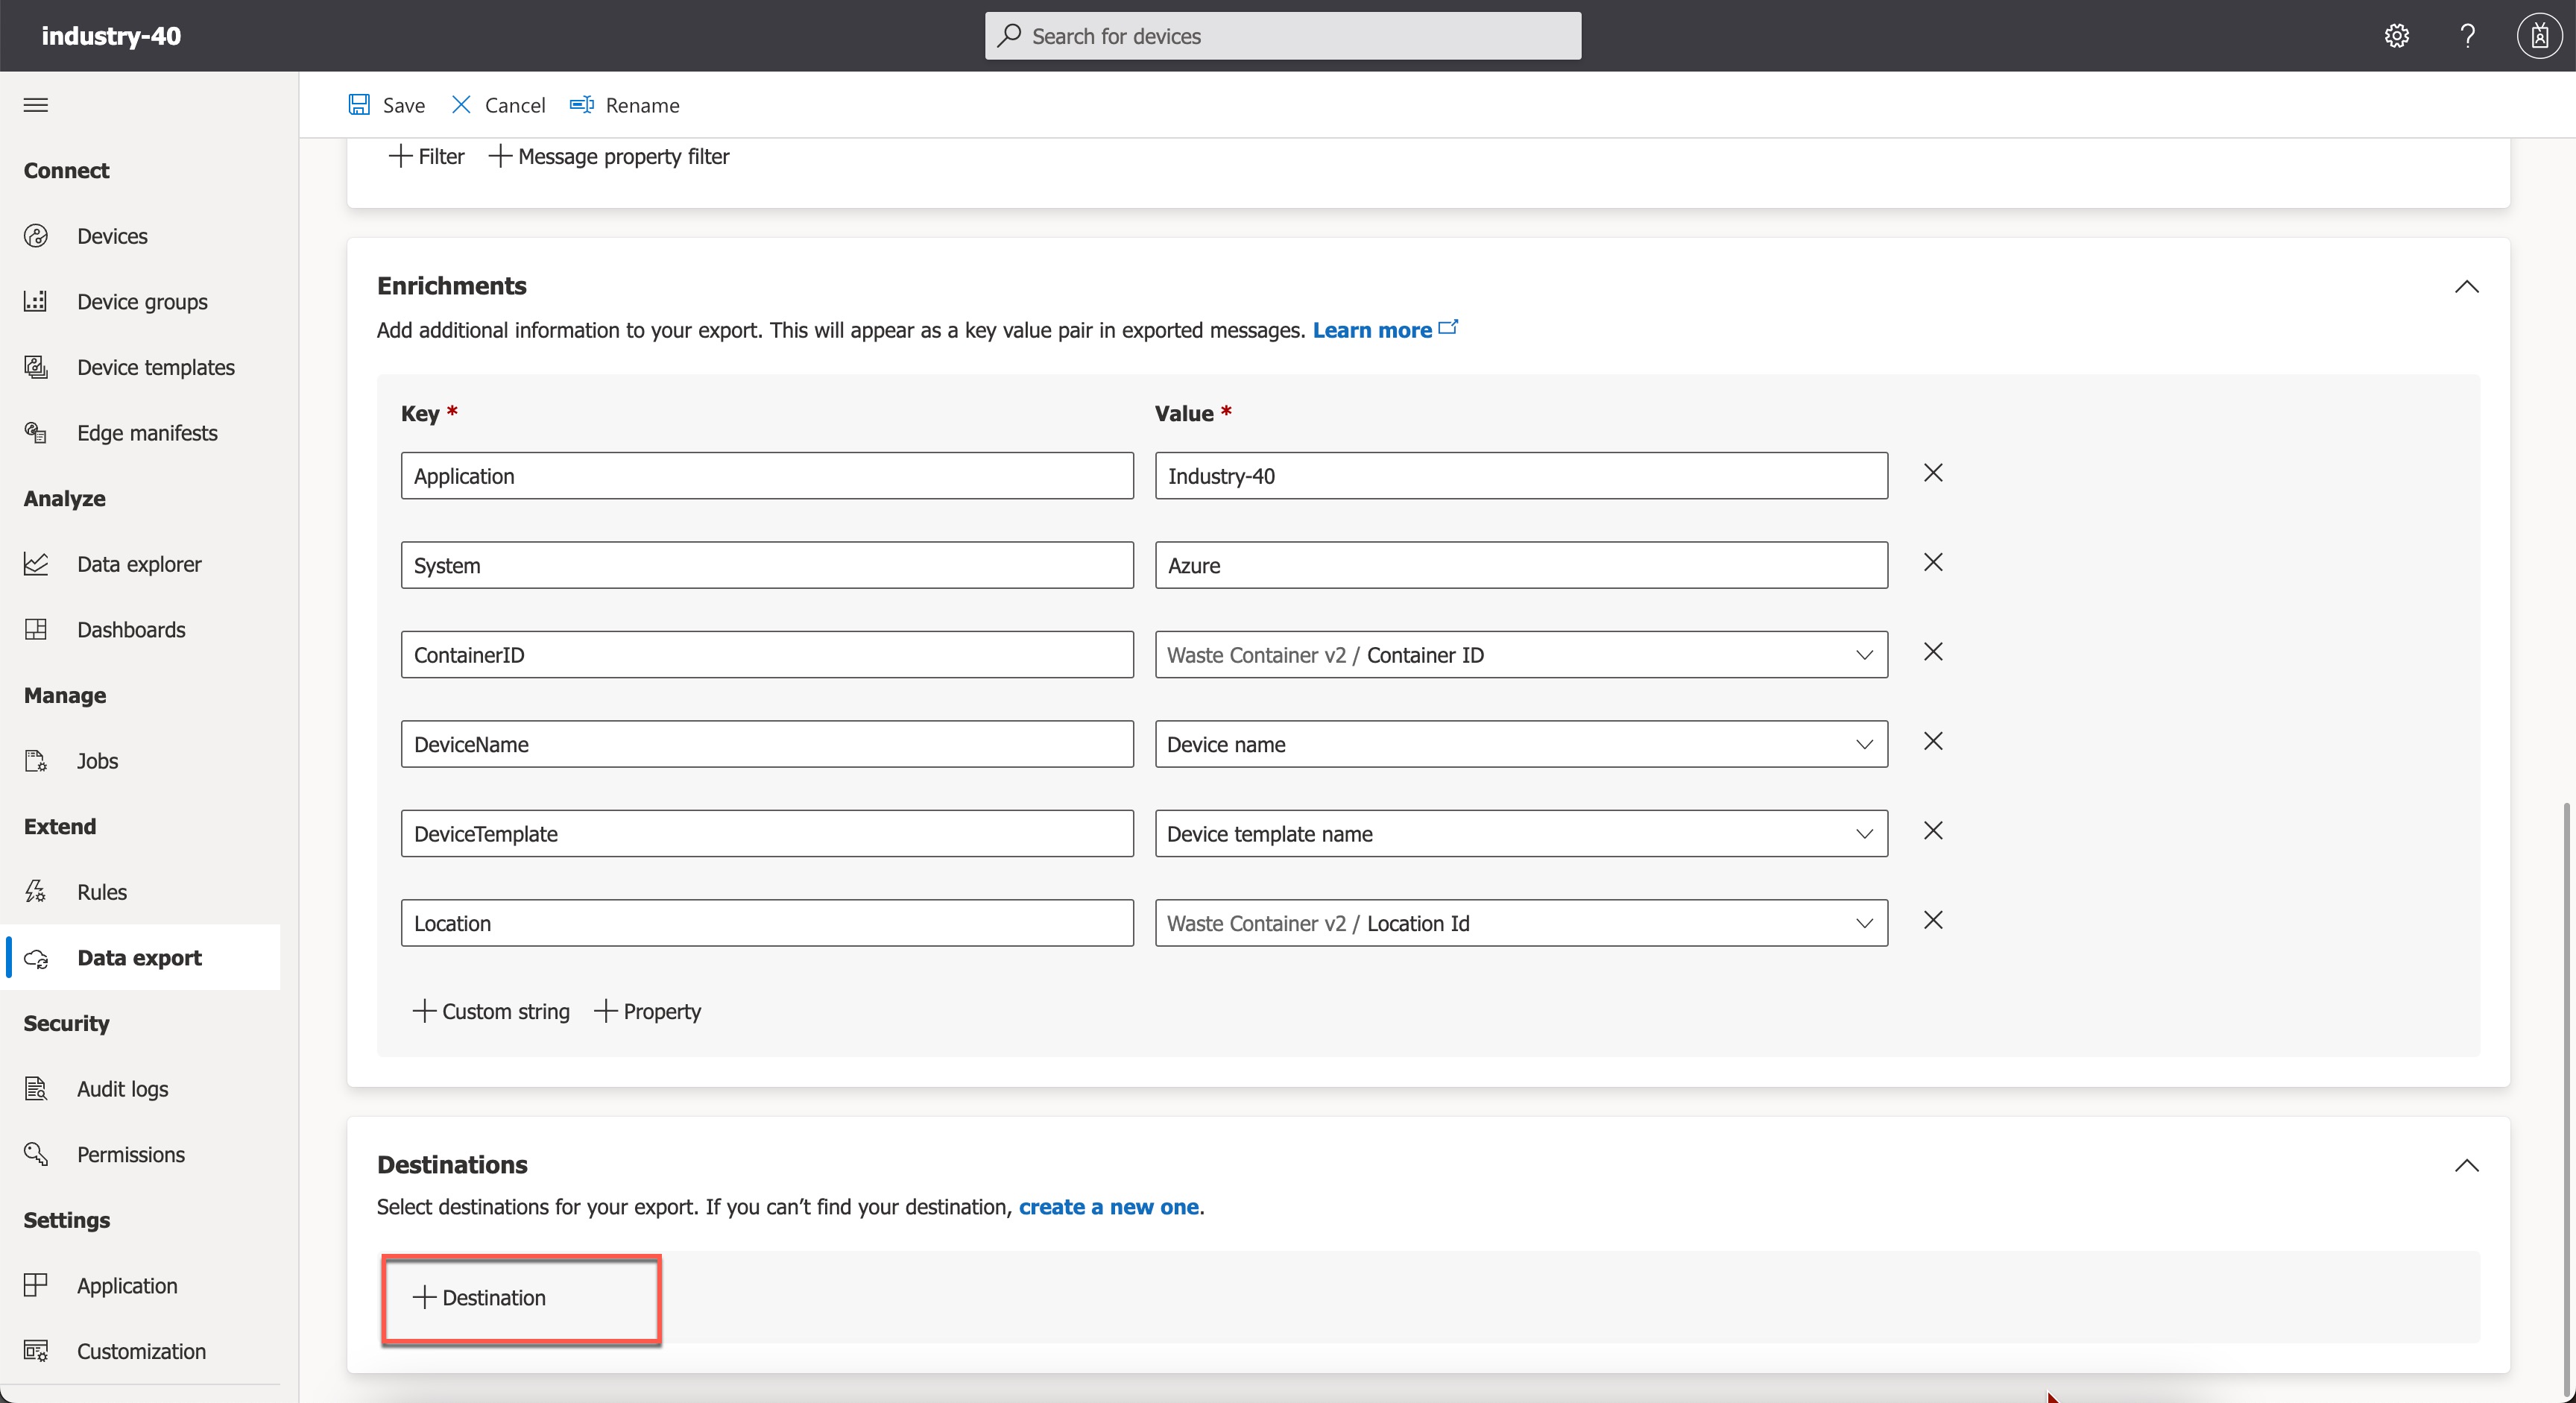 industry-40
Search for devices
Save Cancel Rename
Filter Message property filter
Connect
Devices
Device groups
Device templates
Edge manifests
Analyze
Data explorer
Dashboards
Manage
Jobs
Extend
Rules
Data export
Security
Audit logs
Permissions
Settings
Application
Customization
Enrichments
Add additional information to your export. This will appear as a key value pair in exported messages. Learn more
Key * Value *
Application Industry-40
System Azure
ContainerID Waste Container v2 / Container ID
DeviceName Device name
DeviceTemplate Device template name
Location Waste Container v2 / Location Id
Custom string Property
Destinations
Select destinations for your export. If you can’t find your destination, create a new one.
Destination